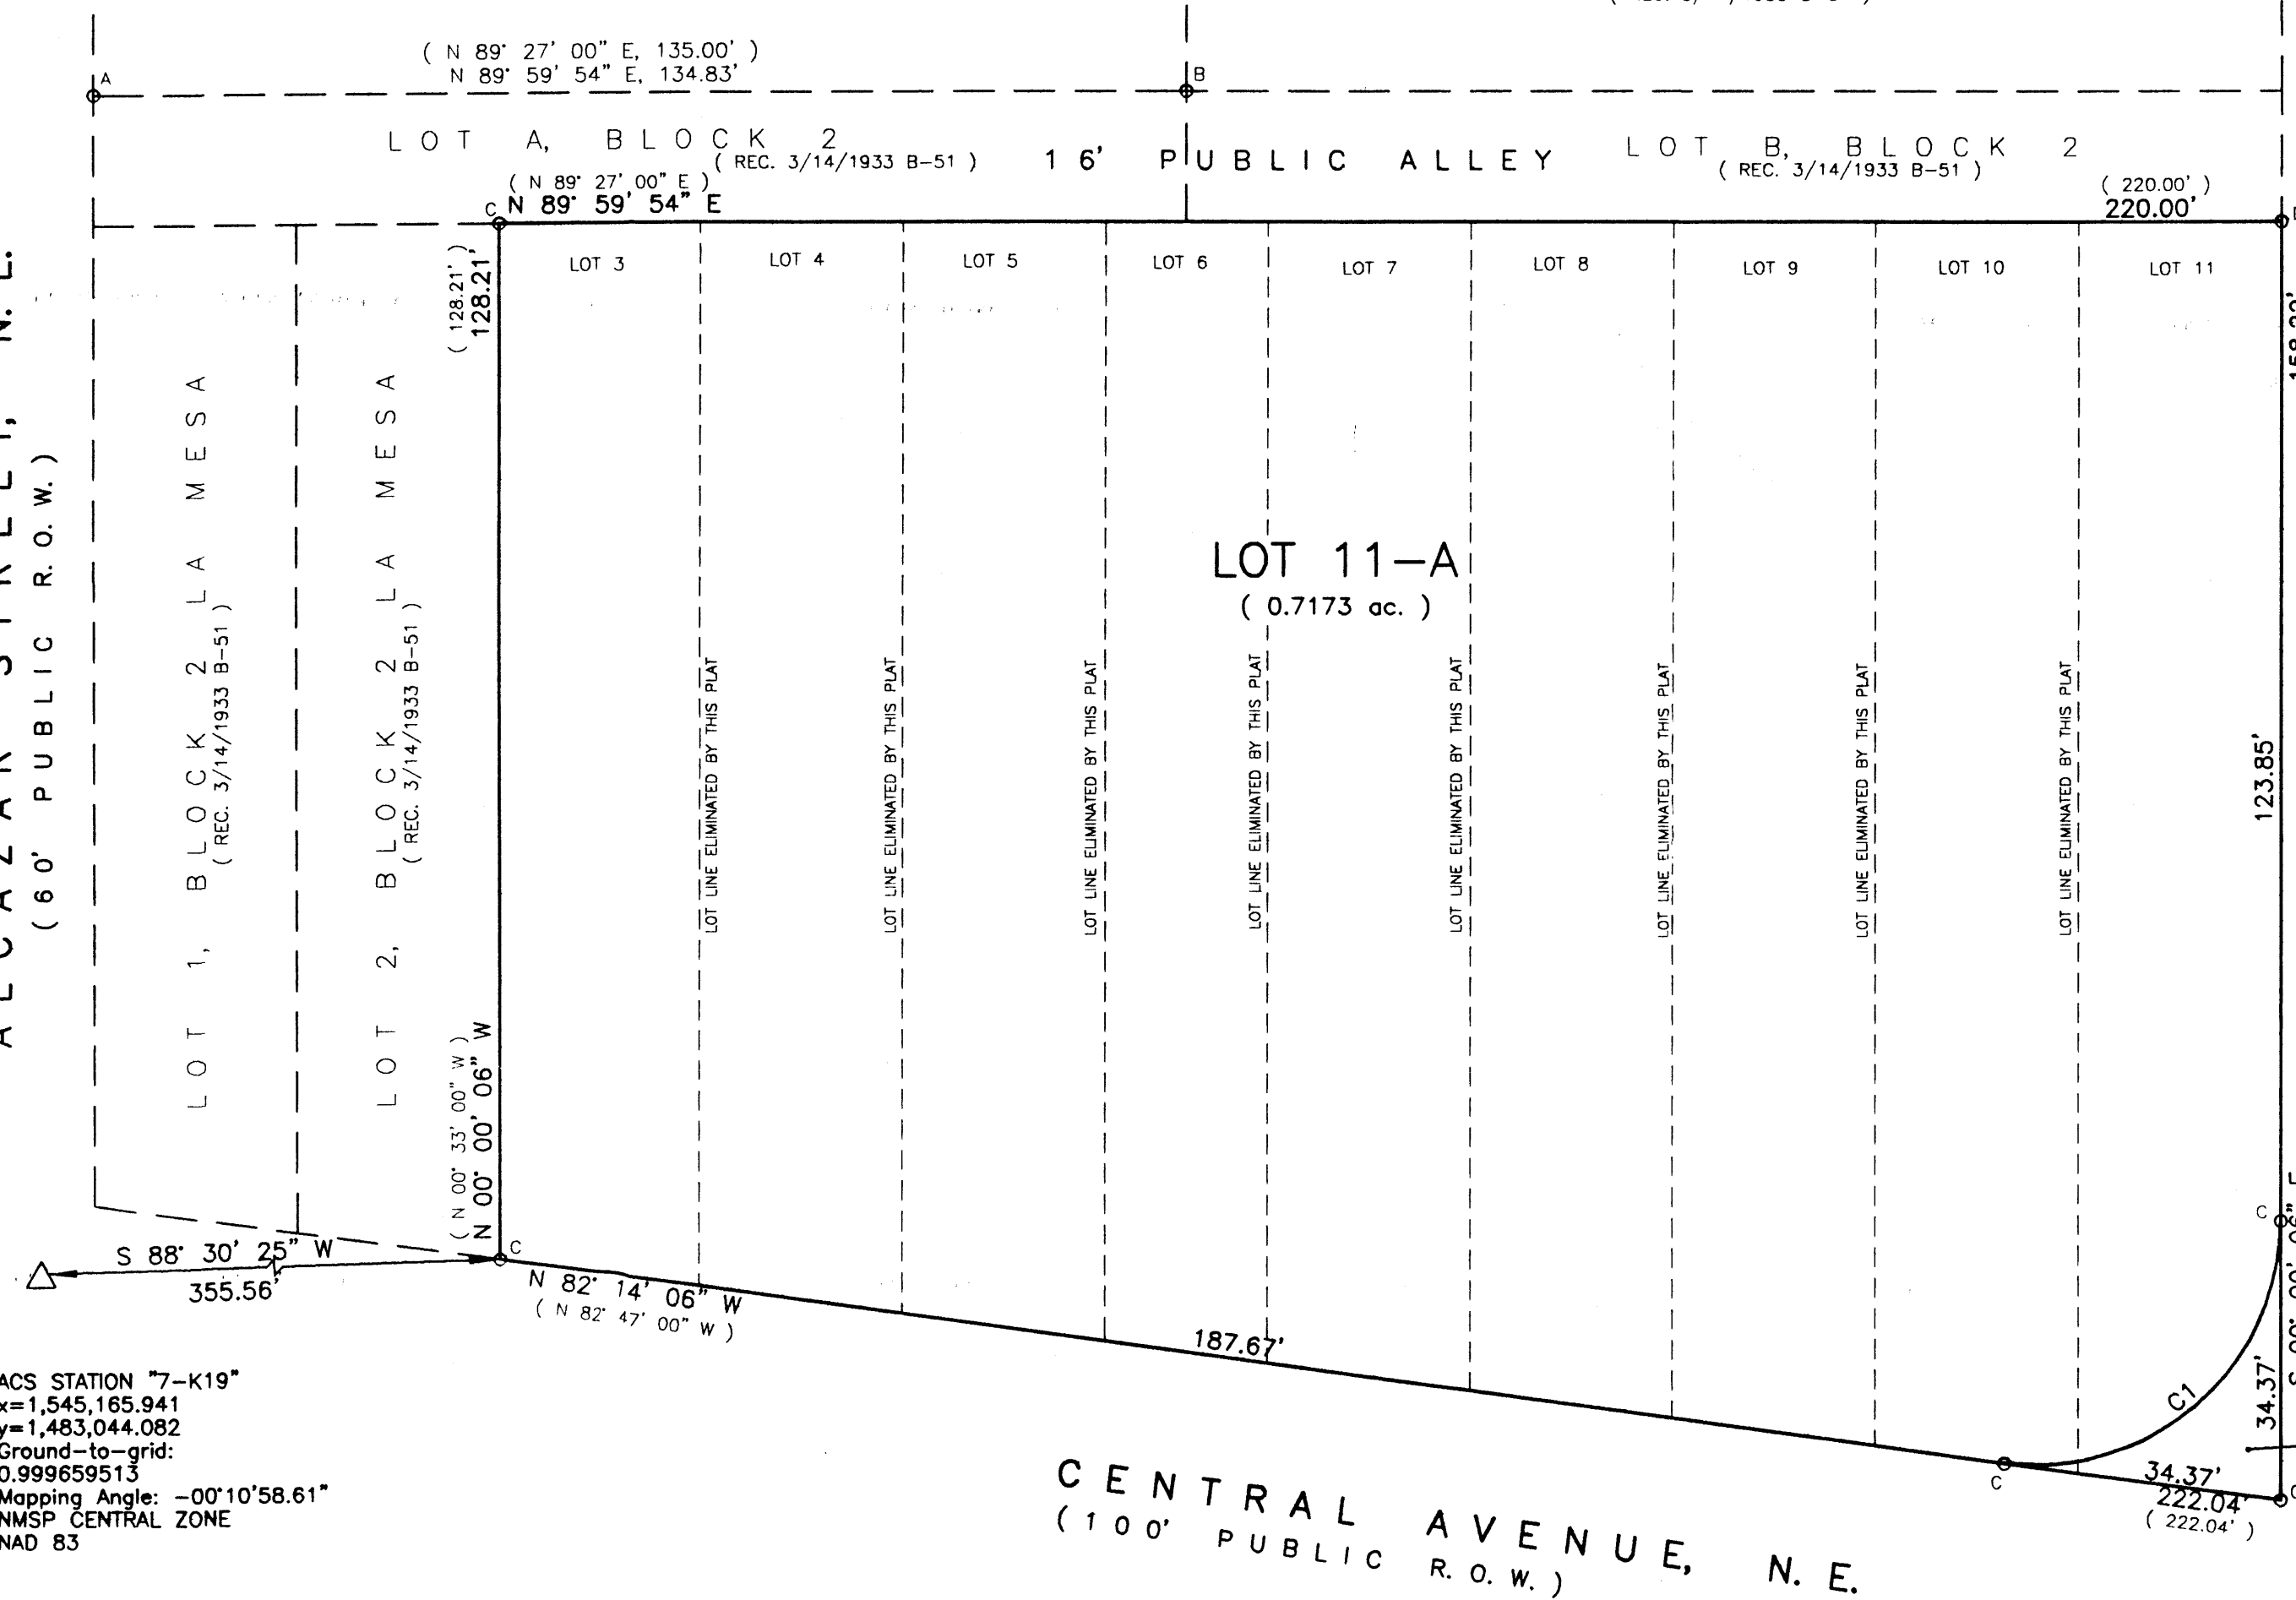 ( N 89° 27' 00" E, 135.00' )
N 89° 59' 54" E, 134.83'
A
B
LOT A, BLOCK 2
( REC. 3/14/1933 B-51 )
16' PUBLIC ALLEY
LOT B, BLOCK 2
( REC. 3/14/1933 B-51 )
( N 89° 27' 00" E )
C
N 89° 59' 54" E
( 220.00' )
220.00'
LOT 3
LOT 4
LOT 5
LOT 6
LOT 7
LOT 8
LOT 9
LOT 10
LOT 11
( 128.21' )
128.21'
( 60' PUBLIC R.O.W. )
LOT 1, BLOCK 2 LA MESA
( REC. 3/14/1933 B-51 )
LOT 2, BLOCK 2 LA MESA
( REC. 3/14/1933 B-51 )
LOT 11-A
( 0.7173 ac. )
LOT LINE ELIMINATED BY THIS PLAT
LOT LINE ELIMINATED BY THIS PLAT
LOT LINE ELIMINATED BY THIS PLAT
LOT LINE ELIMINATED BY THIS PLAT
LOT LINE ELIMINATED BY THIS PLAT
LOT LINE ELIMINATED BY THIS PLAT
LOT LINE ELIMINATED BY THIS PLAT
LOT LINE ELIMINATED BY THIS PLAT
123.85'
( N 00° 33' 00" W )
N 00° 00' 06" W
C
C
S 88° 30' 25" W
355.56'
N 82° 14' 06" W
( N 82° 47' 00" W )
187.67'
C1
34.37'
C
34.37'
222.04'
( 222.04' )
ACS STATION "7-K19"
x=1,545,165.941
y=1,483,044.082
Ground-to-grid:
0.999659513
Mapping Angle: -00°10'58.61"
NMSP CENTRAL ZONE
NAD 83
CENTRAL AVENUE, N.E.
( 100' PUBLIC R.O.W. )